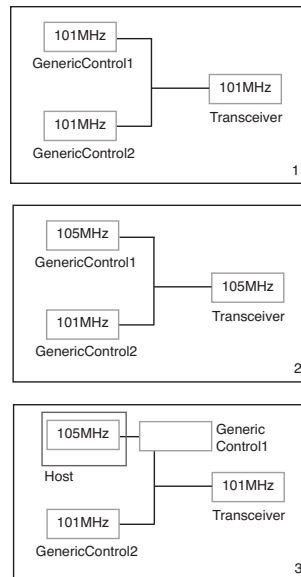 101MHz
GenericControl1
101MHz
Transceiver
101MHz
GenericControl2
1
105MHz
GenericControl1
105MHz
Transceiver
101MHz
GenericControl2
2
105MHz
Generic
Control1
Host
101MHz
Transceiver
101MHz
GenericControl2
3